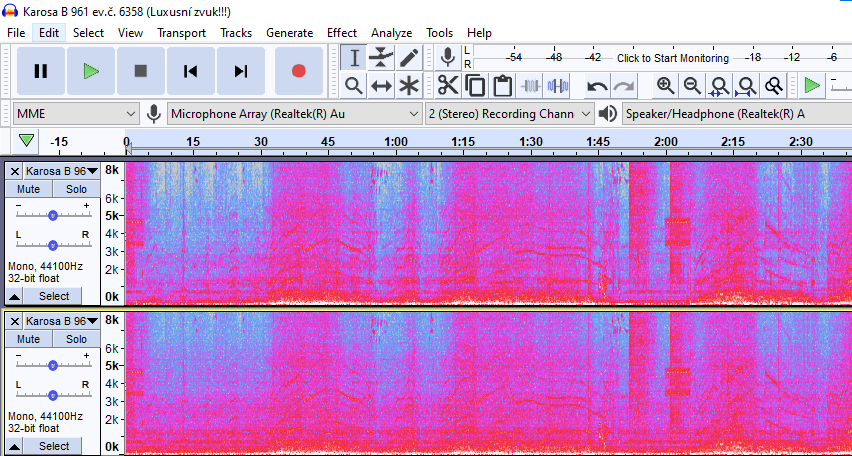 Karosa B 961 ev.č. 6358 (Luxusní zvuk!!!)
File Edit Select View Transport Tracks Generate Effect Analyze Tools Help
L
R
-54 -48 -42 Click to Start Monitoring -18 -12 -6
MME Microphone Array (Realtek(R) Au 2 (Stereo) Recording Chann Speaker/Headphone (Realtek(R) A
-15 0 15 30 45 1:00 1:15 1:30 1:45 2:00 2:15 2:30
Karosa B 96
Mute Solo
- +
L R
Mono, 44100Hz
32-bit float
Select
8k
6k
5k
4k
3k
2k
0k
Karosa B 96
Mute Solo
- +
L R
Mono, 44100Hz
32-bit float
Select
8k
6k
5k
4k
3k
2k
0k